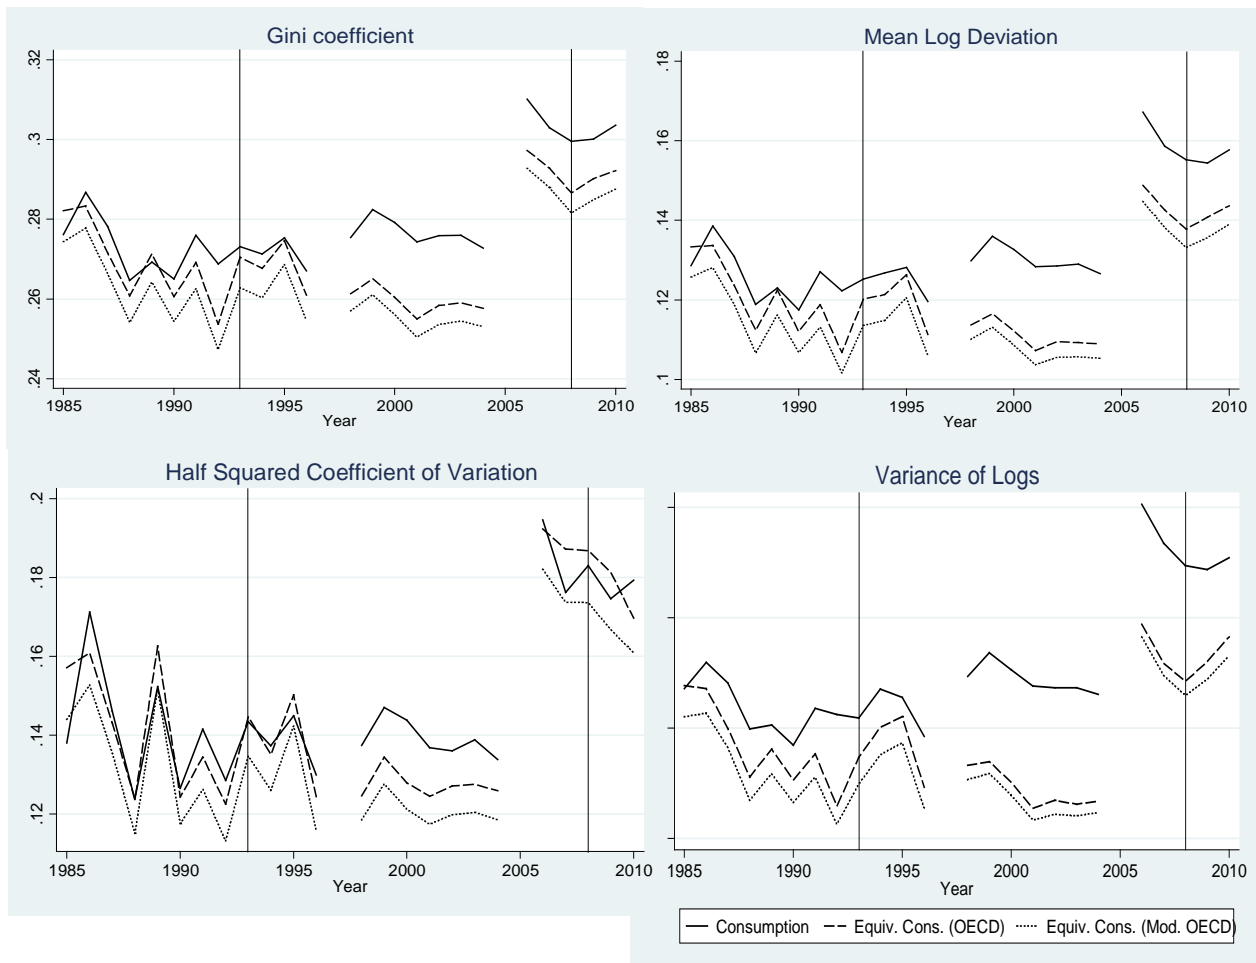 Gini coefficient
.32
.3
.28
.26
.24
1985 1990 1995 2000 2005 2010
Year
Mean Log Deviation
.18
.16
.14
.12
.1
1985 1990 1995 2000 2005 2010
Year
Half Squared Coefficient of Variation
.2
.18
.16
.14
.12
1985 1990 1995 2000 2005 2010
Year
Variance of Logs
1985 1990 1995 2000 2005 2010
Year
Consumption Equiv. Cons. (OECD) Equiv. Cons. (Mod. OECD)